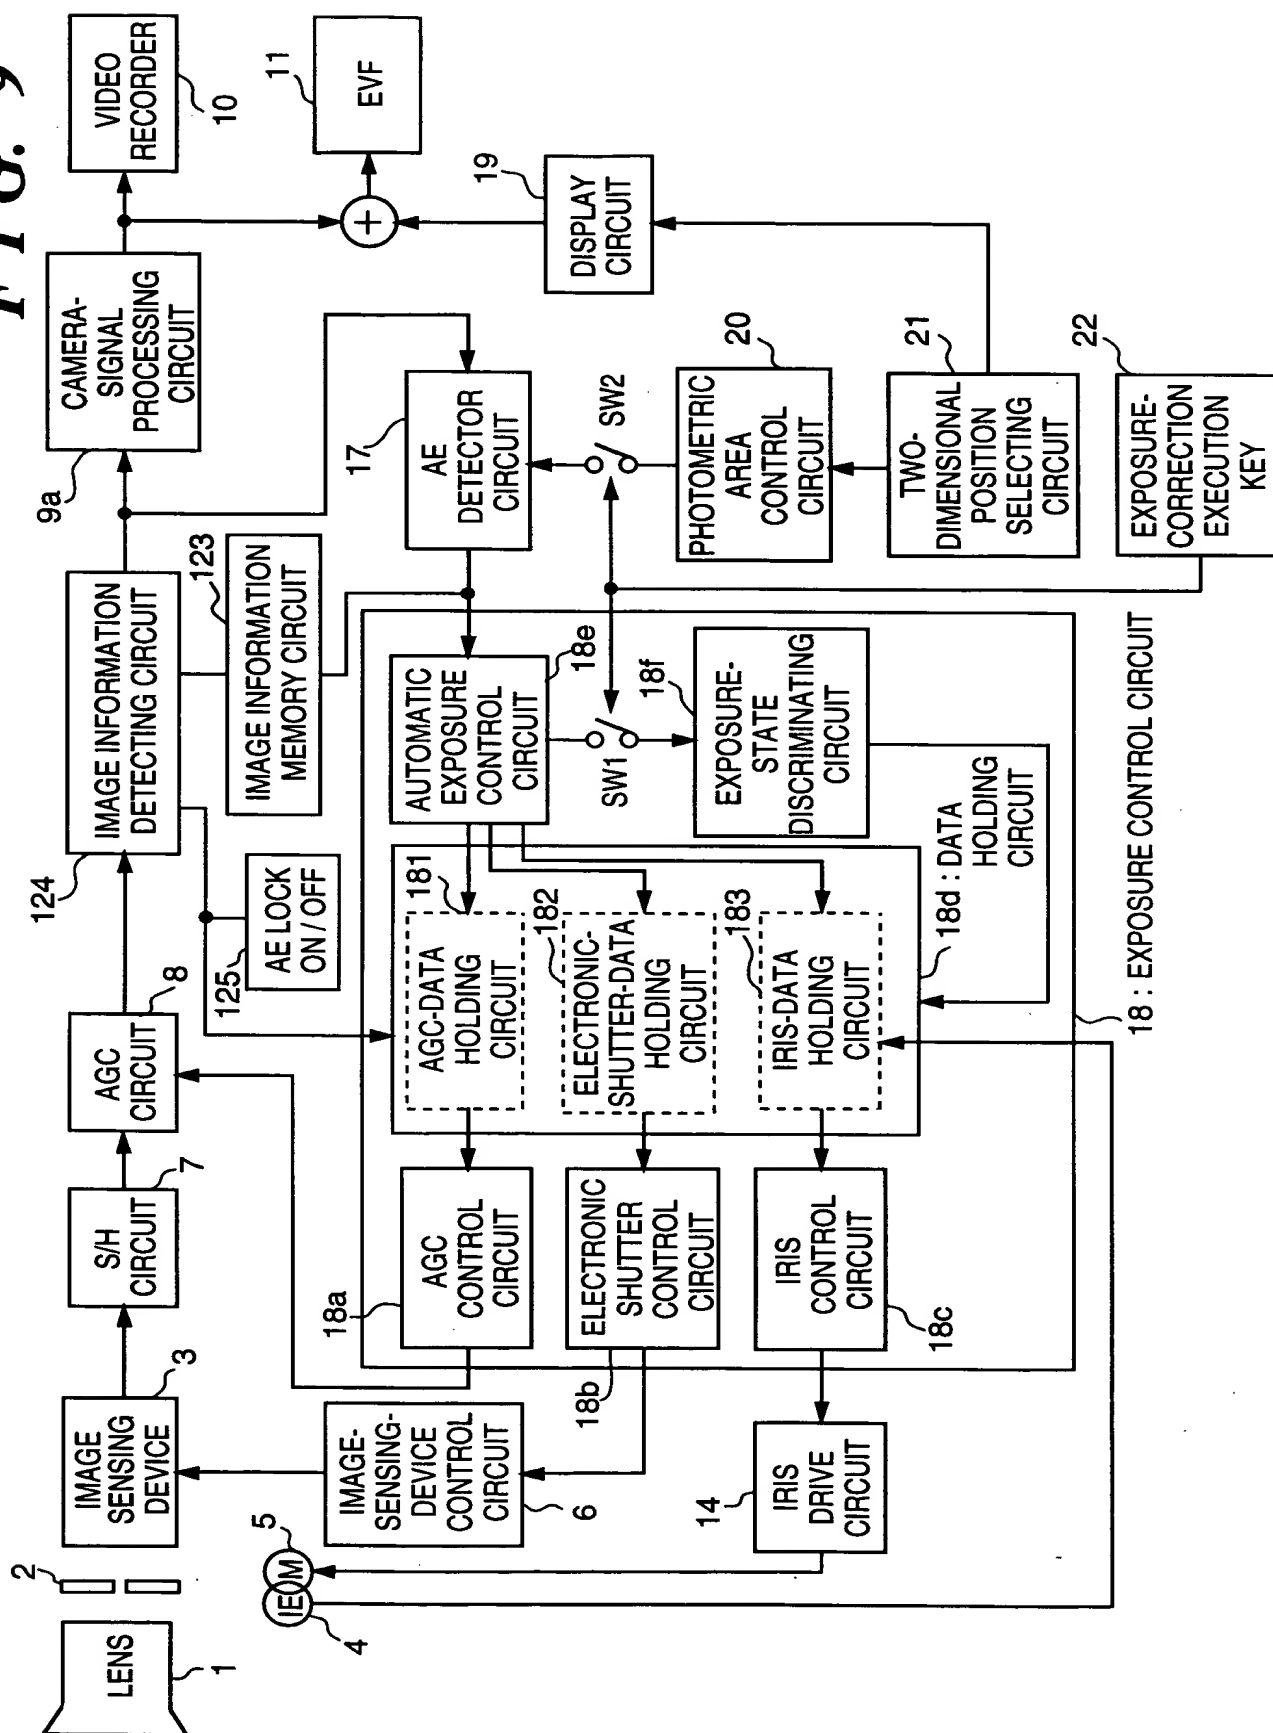 FIG. 9
LENS
1
2
IMAGE
SENSING
DEVICE
3
S/H
CIRCUIT
7
AGC
CIRCUIT
8
IMAGE INFORMATION
DETECTING CIRCUIT
124
CAMERA-
SIGNAL
PROCESSING
CIRCUIT
9a
VIDEO
RECORDER
10
IE
M
4
5
IMAGE-
SENSING-
DEVICE
CONTROL
CIRCUIT
6
AE LOCK
ON / OFF
125
IMAGE INFORMATION
MEMORY CIRCUIT
123
+
EVF
11
AGC
CONTROL
CIRCUIT
18a
AGC-DATA
HOLDING
CIRCUIT
181
AUTOMATIC
EXPOSURE
CONTROL
CIRCUIT
18e
AE
DETECTOR
CIRCUIT
17
ELECTRONIC
SHUTTER
CONTROL
CIRCUIT
18b
ELECTRONIC-
SHUTTER-DATA
HOLDING
CIRCUIT
182
SW1
SW2
DISPLAY
CIRCUIT
19
IRIS
DRIVE
CIRCUIT
14
IRIS
CONTROL
CIRCUIT
18c
IRIS-DATA
HOLDING
CIRCUIT
183
EXPOSURE-
STATE
DISCRIMINATING
CIRCUIT
18f
PHOTOMETRIC
AREA
CONTROL
CIRCUIT
20
18d : DATA
HOLDING
CIRCUIT
TWO-
DIMENSIONAL
POSITION
SELECTING
CIRCUIT
21
18 : EXPOSURE CONTROL CIRCUIT
EXPOSURE-
CORRECTION
EXECUTION
KEY
22